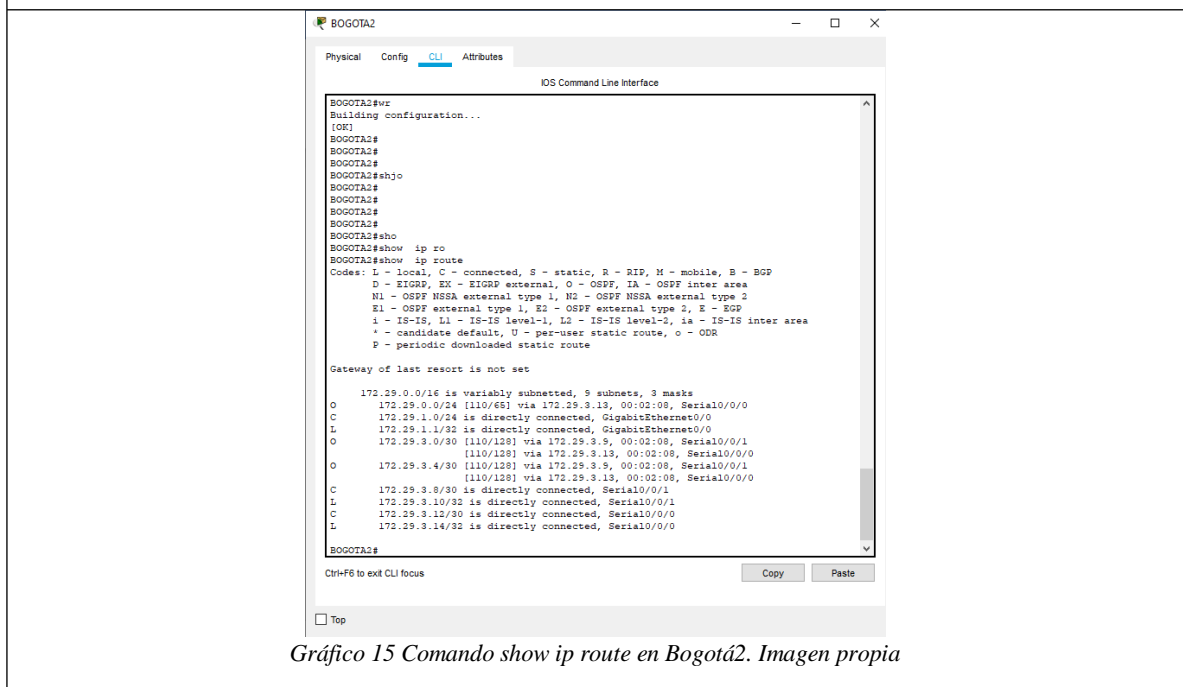 BOGOTA2
Physical Config CLI Attributes
IOS Command Line Interface
BOGOTA2#wr
Building configuration...
[OK]
BOGOTA2#
BOGOTA2#
BOGOTA2#
BOGOTA2#shjo
BOGOTA2#
BOGOTA2#
BOGOTA2#
BOGOTA2#
BOGOTA2#sho
BOGOTA2#show  ip ro
BOGOTA2#show  ip route
Codes: L - local, C - connected, S - static, R - RIP, M - mobile, B - BGP
       D - EIGRP, EX - EIGRP external, O - OSPF, IA - OSPF inter area
       N1 - OSPF NSSA external type 1, N2 - OSPF NSSA external type 2
       E1 - OSPF external type 1, E2 - OSPF external type 2, E - EGP
       i - IS-IS, L1 - IS-IS level-1, L2 - IS-IS level-2, ia - IS-IS inter area
       * - candidate default, U - per-user static route, o - ODR
       P - periodic downloaded static route
Gateway of last resort is not set
     172.29.0.0/16 is variably subnetted, 9 subnets, 3 masks
O       172.29.0.0/24 [110/65] via 172.29.3.13, 00:02:08, Serial0/0/0
C       172.29.1.0/24 is directly connected, GigabitEthernet0/0
L       172.29.1.1/32 is directly connected, GigabitEthernet0/0
O       172.29.3.0/30 [110/128] via 172.29.3.9, 00:02:08, Serial0/0/1
                      [110/128] via 172.29.3.13, 00:02:08, Serial0/0/0
O       172.29.3.4/30 [110/128] via 172.29.3.9, 00:02:08, Serial0/0/1
                      [110/128] via 172.29.3.13, 00:02:08, Serial0/0/0
C       172.29.3.8/30 is directly connected, Serial0/0/1
L       172.29.3.10/32 is directly connected, Serial0/0/1
C       172.29.3.12/30 is directly connected, Serial0/0/0
L       172.29.3.14/32 is directly connected, Serial0/0/0
BOGOTA2#
Ctrl+F6 to exit CLI focus Copy Paste
Top
Gráfico 15 Comando show ip route en Bogotá2. Imagen propia